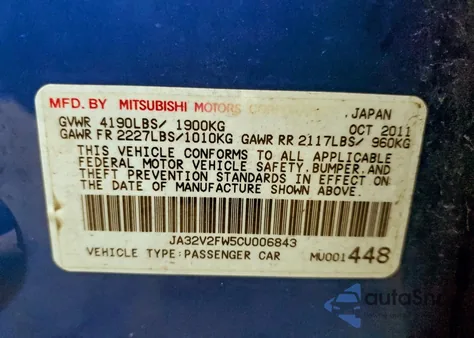 MFD. BY MITSUBISHI MOTORS CORPORATION JAPAN
GVWR 4190LBS/ 1900KG OCT 2011
GAWR FR 2227LBS/1010KG GAWR RR 2117LBS/ 960KG
THIS VEHICLE CONFORMS TO ALL APPLICABLE
FEDERAL MOTOR VEHICLE SAFETY, BUMPER, AND
THEFT PREVENTION STANDARDS IN EFFECT ON
THE DATE OF MANUFACTURE SHOWN ABOVE.
JA32V2FW5CU006843
VEHICLE TYPE:PASSENGER CAR MU001448